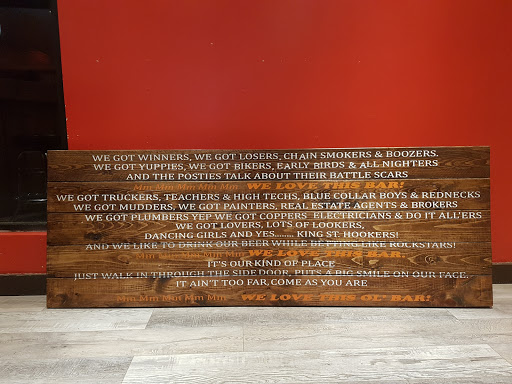 WE GOT WINNERS, WE GOT LOSERS, CHAIN SMOKERS & BOOZERS.
WE GOT YUPPIES, WE GOT BIKERS, EARLY BIRDS & ALL NIGHTERS
AND THE POSTIES TALK ABOUT THEIR BATTLE SCARS
Mm Mm Mm Mm Mm WE LOVE THIS BAR!
WE GOT TRUCKERS, TEACHERS & HIGH TECHS, BLUE COLLAR BOYS & REDNECKS
WE GOT MUDDERS, WE GOT PAINTERS, REAL ESTATE AGENTS & BROKERS
WE GOT PLUMBERS YEP WE GOT COPPERS ELECTRICIANS & DO IT ALL'ERS
WE GOT LOVERS, LOTS OF LOOKERS,
DANCING GIRLS AND YES........ KING ST. HOOKERS!
AND WE LIKE TO DRINK OUR BEER WHILE BETTING LIKE ROCKSTARS!
Mm Mm Mm Mm Mm WE LOVE THIS BAR.
IT'S OUR KIND OF PLACE
JUST WALK IN THROUGH THE SIDE DOOR, PUTS A BIG SMILE ON OUR FACE.
IT AIN'T TOO FAR, COME AS YOU ARE
Mm Mm Mm Mm Mm WE LOVE THIS OL' BAR!